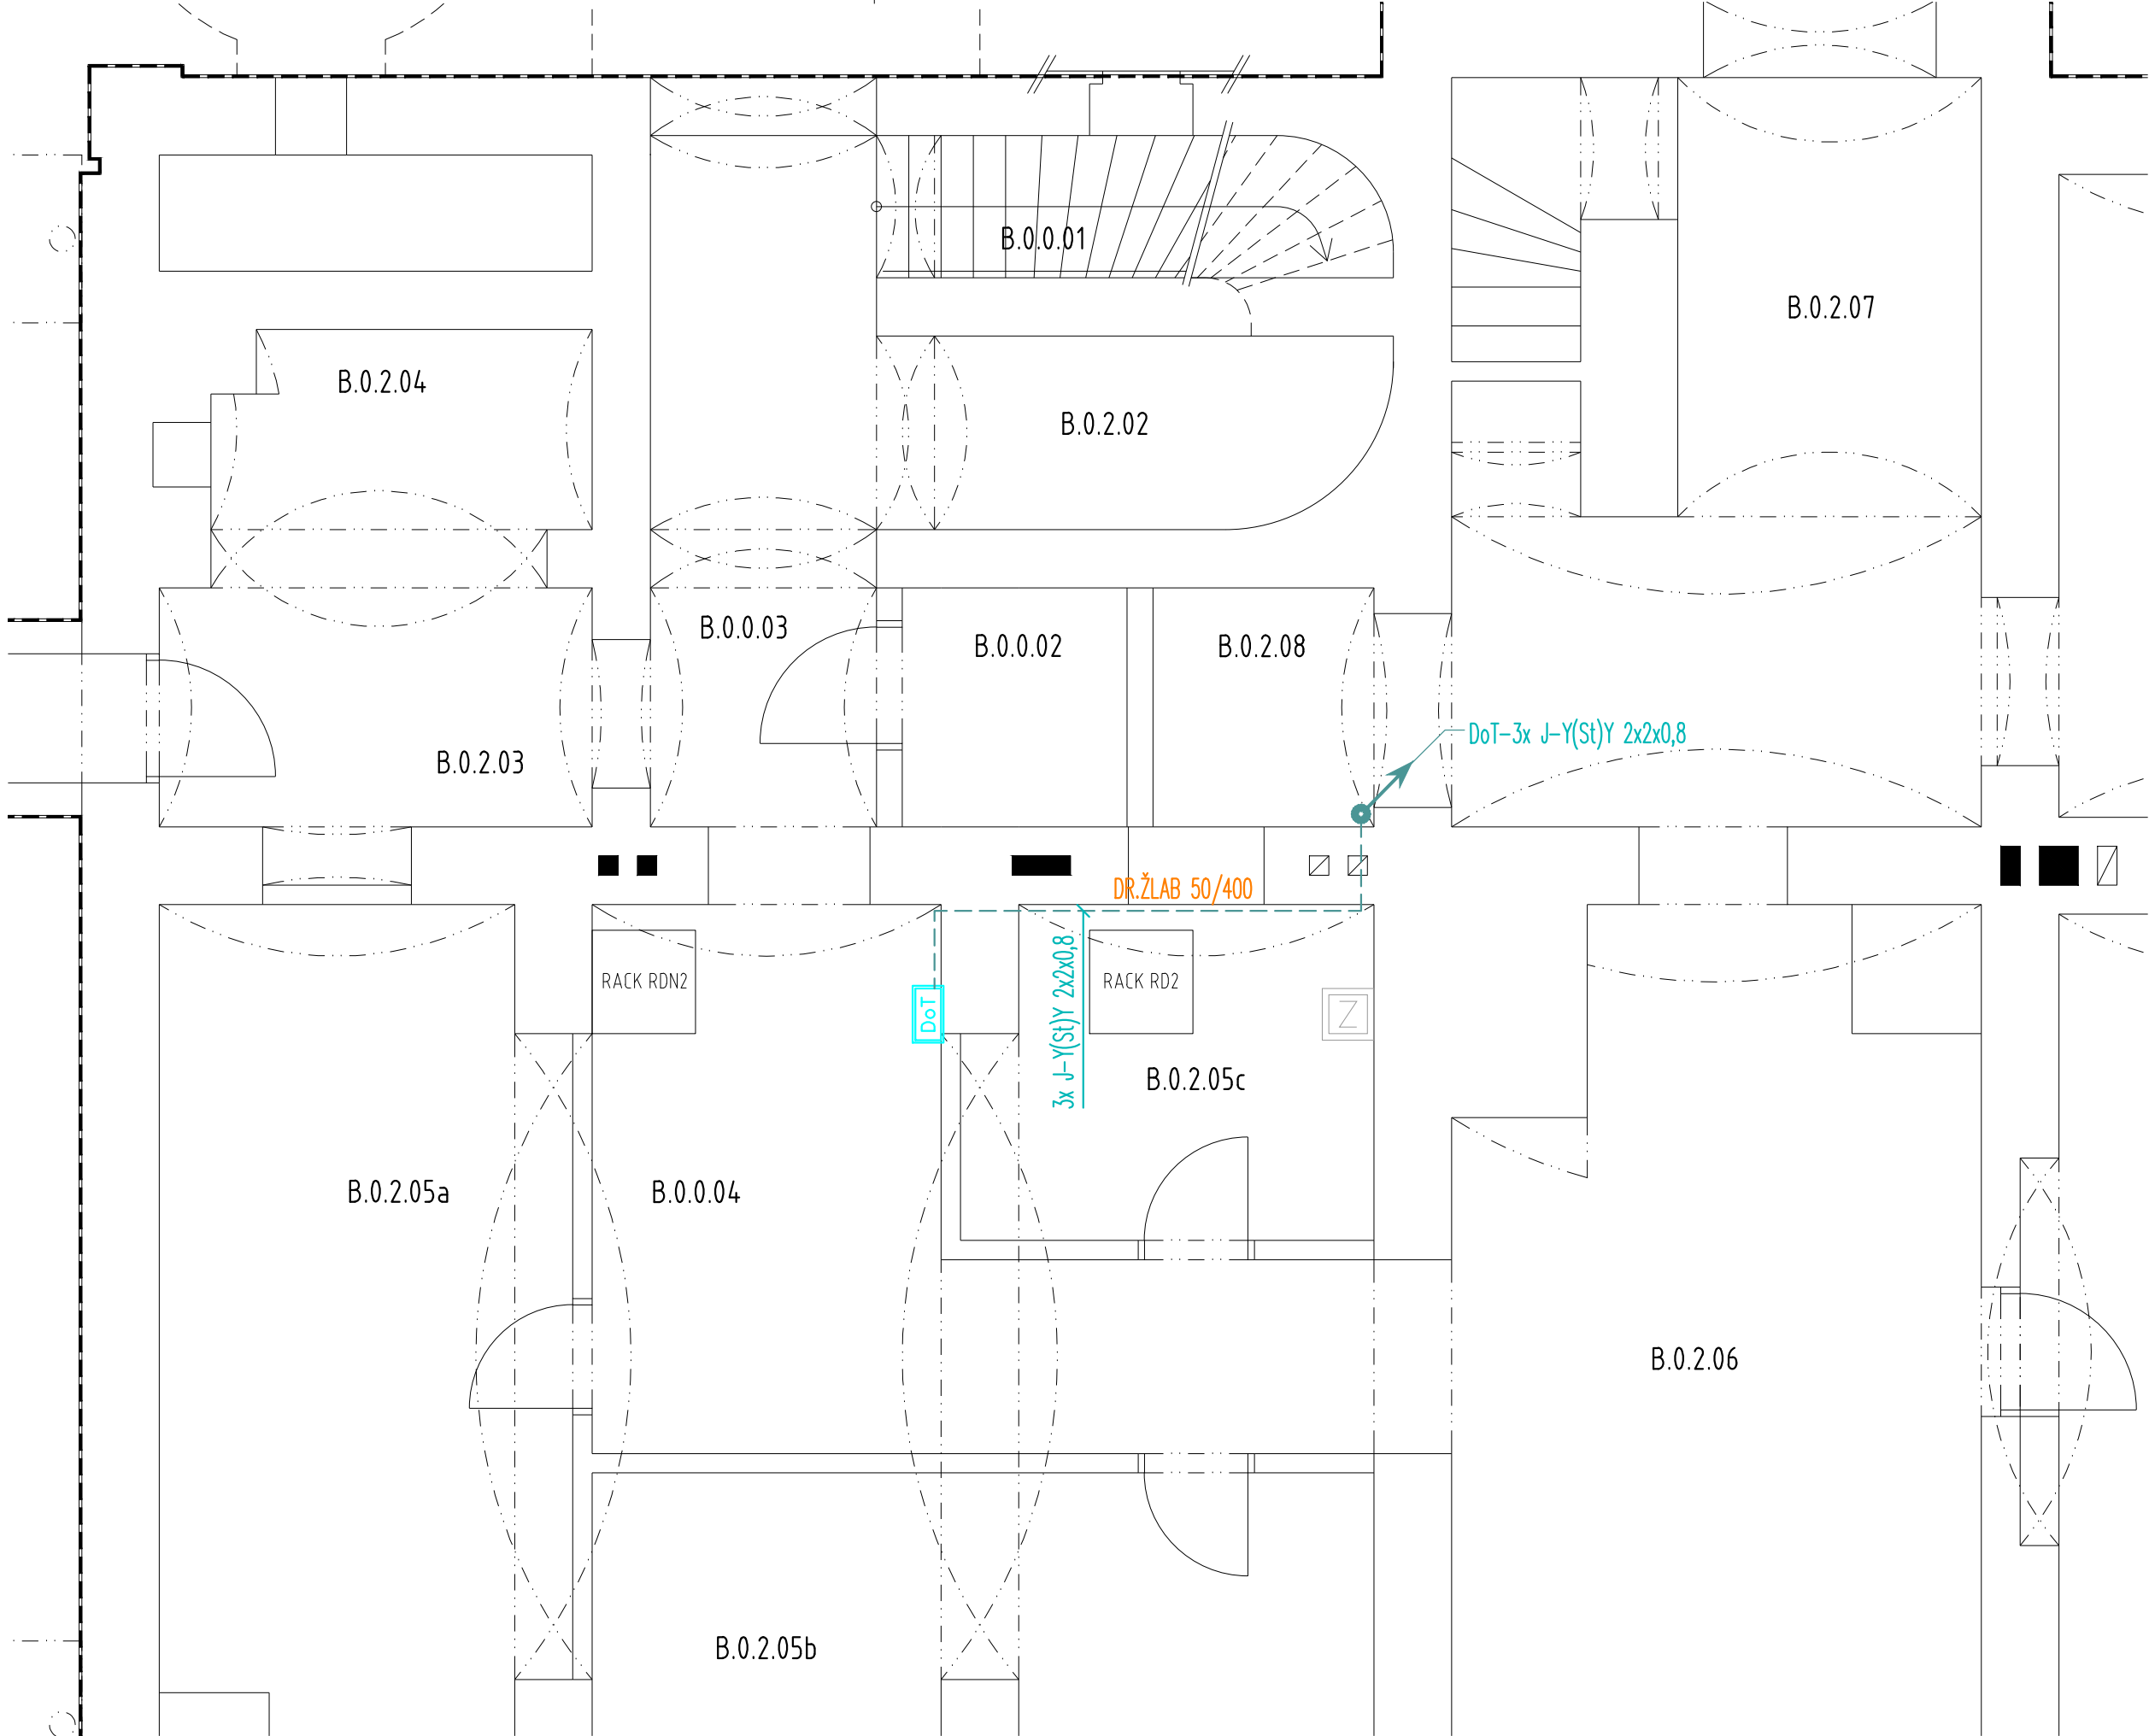 B.0.0.01
B.0.2.07
B.0.2.04
B.0.2.02
B.0.0.03
B.0.0.02
B.0.2.08
DoT-3x J-Y(St)Y 2x2x0,8
B.0.2.03
DR.ŽLAB 50/400
RACK RDN2
DoT
3x J-Y(St)Y 2x2x0,8
RACK RD2
Z
B.0.2.05c
B.0.2.05a
B.0.0.04
B.0.2.06
B.0.2.05b